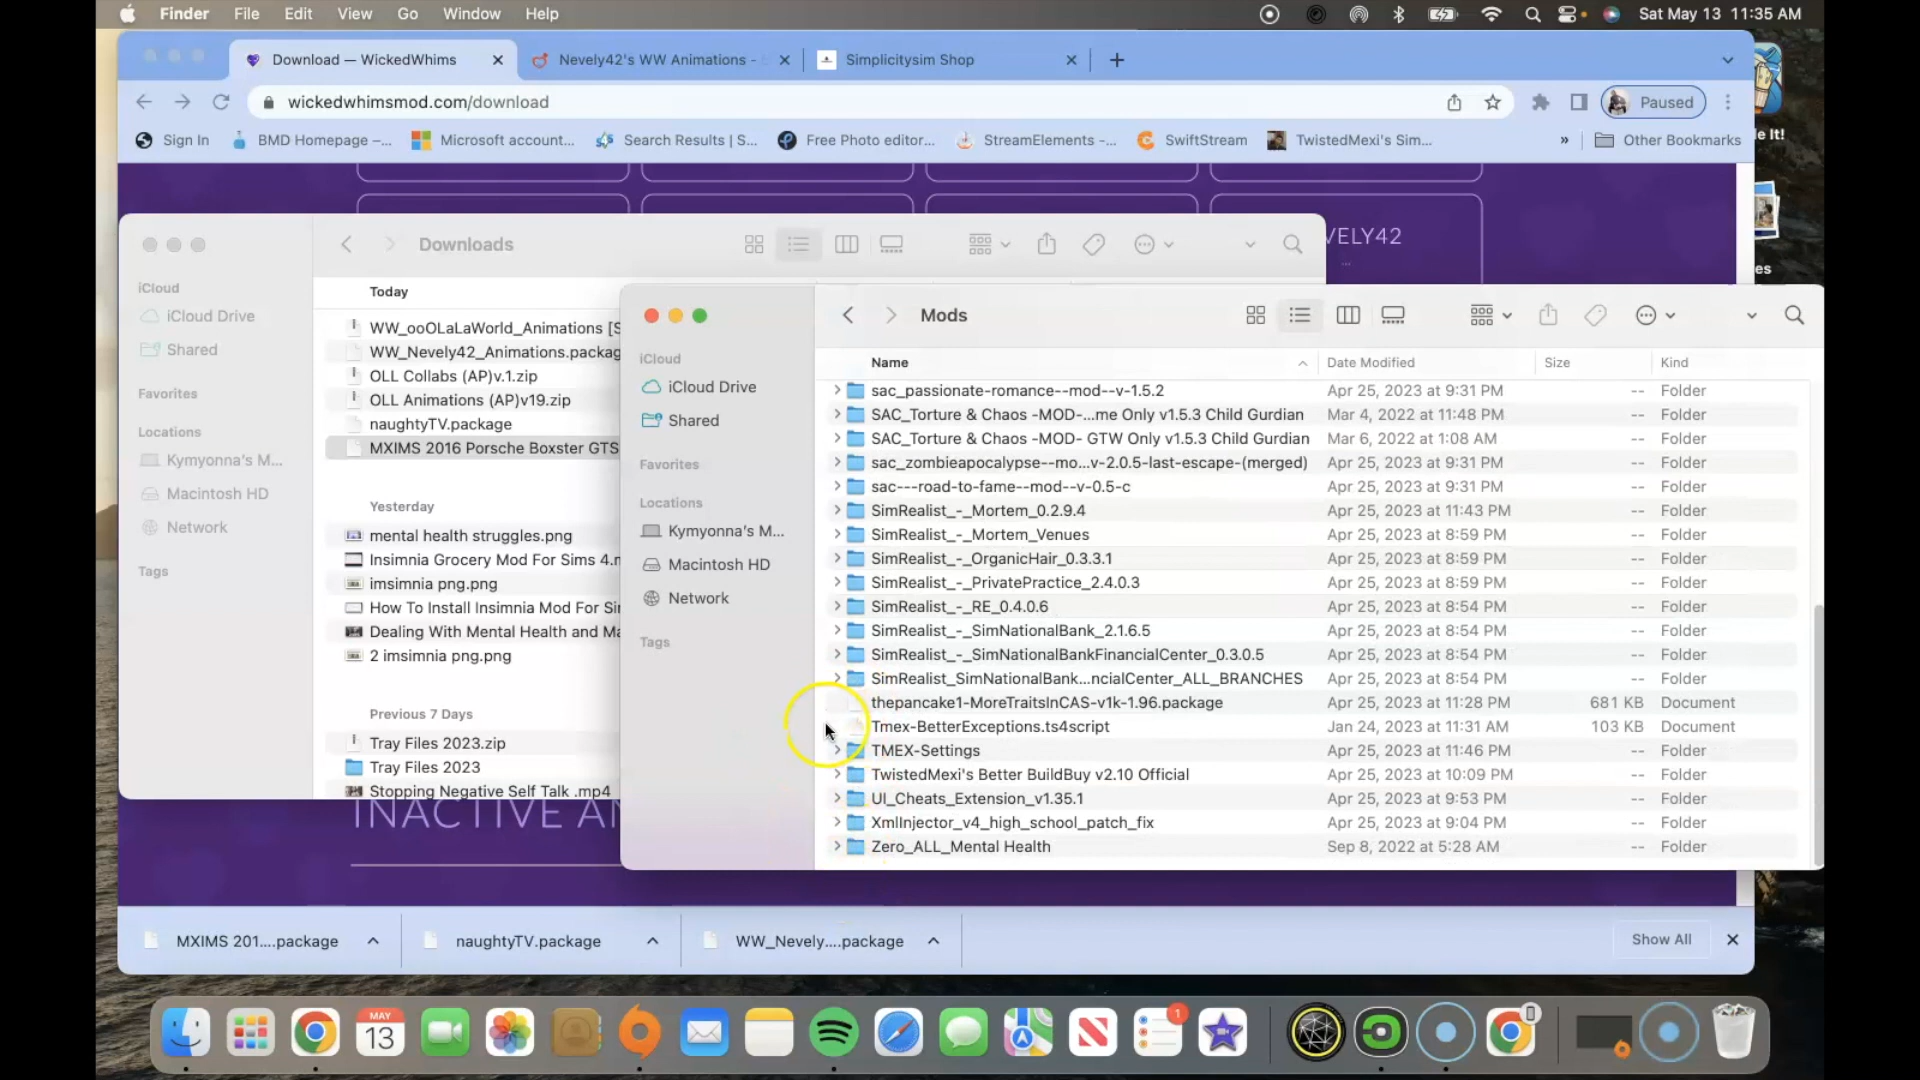 Finder File Edit View Go Window Help Sat May 13 11:35 AM
Download — WickedWhims Nevely42's WW Animations - Simplicitysim Shop
wickedwhimsmod.com/download Paused
Sign In BMD Homepage –... Microsoft account... Search Results | S... Free Photo editor... StreamElements -... SwiftStream TwistedMexi's Sim... » Other Bookmarks
VELY42
...
Downloads
iCloud
iCloud Drive
Shared
Favorites
Locations
Kymyonna's M...
Macintosh HD
Network
Tags
Today
WW_ooOLaLaWorld_Animations [S
WW_Nevely42_Animations.packag
OLL Collabs (AP)v.1.zip
OLL Animations (AP)v19.zip
naughtyTV.package
MXIMS 2016 Porsche Boxster GTS
Yesterday
mental health struggles.png
Insimnia Grocery Mod For Sims 4.m
imsimnia png.png
How To Install Insimnia Mod For Si
Dealing With Mental Health and Ma
2 imsimnia png.png
Previous 7 Days
Tray Files 2023.zip
Tray Files 2023
Stopping Negative Self Talk .mp4
Mods
iCloud
iCloud Drive
Shared
Favorites
Locations
Kymyonna's M...
Macintosh HD
Network
Tags
Name Date Modified Size Kind
sac_passionate-romance--mod--v-1.5.2 Apr 25, 2023 at 9:31 PM -- Folder
SAC_Torture & Chaos -MOD-...me Only v1.5.3 Child Gurdian Mar 4, 2022 at 11:48 PM -- Folder
SAC_Torture & Chaos -MOD- GTW Only v1.5.3 Child Gurdian Mar 6, 2022 at 1:08 AM -- Folder
sac_zombieapocalypse--mo...v-2.0.5-last-escape-(merged) Apr 25, 2023 at 9:31 PM -- Folder
sac---road-to-fame--mod--v-0.5-c Apr 25, 2023 at 9:31 PM -- Folder
SimRealist_-_Mortem_0.2.9.4 Apr 25, 2023 at 11:43 PM -- Folder
SimRealist_-_Mortem_Venues Apr 25, 2023 at 8:59 PM -- Folder
SimRealist_-_OrganicHair_0.3.3.1 Apr 25, 2023 at 8:59 PM -- Folder
SimRealist_-_PrivatePractice_2.4.0.3 Apr 25, 2023 at 8:59 PM -- Folder
SimRealist_-_RE_0.4.0.6 Apr 25, 2023 at 8:54 PM -- Folder
SimRealist_-_SimNationalBank_2.1.6.5 Apr 25, 2023 at 8:54 PM -- Folder
SimRealist_-_SimNationalBankFinancialCenter_0.3.0.5 Apr 25, 2023 at 8:54 PM -- Folder
SimRealist_SimNationalBank...ncialCenter_ALL_BRANCHES Apr 25, 2023 at 8:54 PM -- Folder
thepancake1-MoreTraitsInCAS-v1k-1.96.package Apr 25, 2023 at 11:28 PM 681 KB Document
Tmex-BetterExceptions.ts4script Jan 24, 2023 at 11:31 AM 103 KB Document
TMEX-Settings Apr 25, 2023 at 11:46 PM -- Folder
TwistedMexi's Better BuildBuy v2.10 Official Apr 25, 2023 at 10:09 PM -- Folder
UI_Cheats_Extension_v1.35.1 Apr 25, 2023 at 9:53 PM -- Folder
XmlInjector_v4_high_school_patch_fix Apr 25, 2023 at 9:04 PM -- Folder
Zero_ALL_Mental Health Sep 8, 2022 at 5:28 AM -- Folder
INACTIVE AN
MXIMS 201....package naughtyTV.package WW_Nevely....package Show All
MAY
13
1